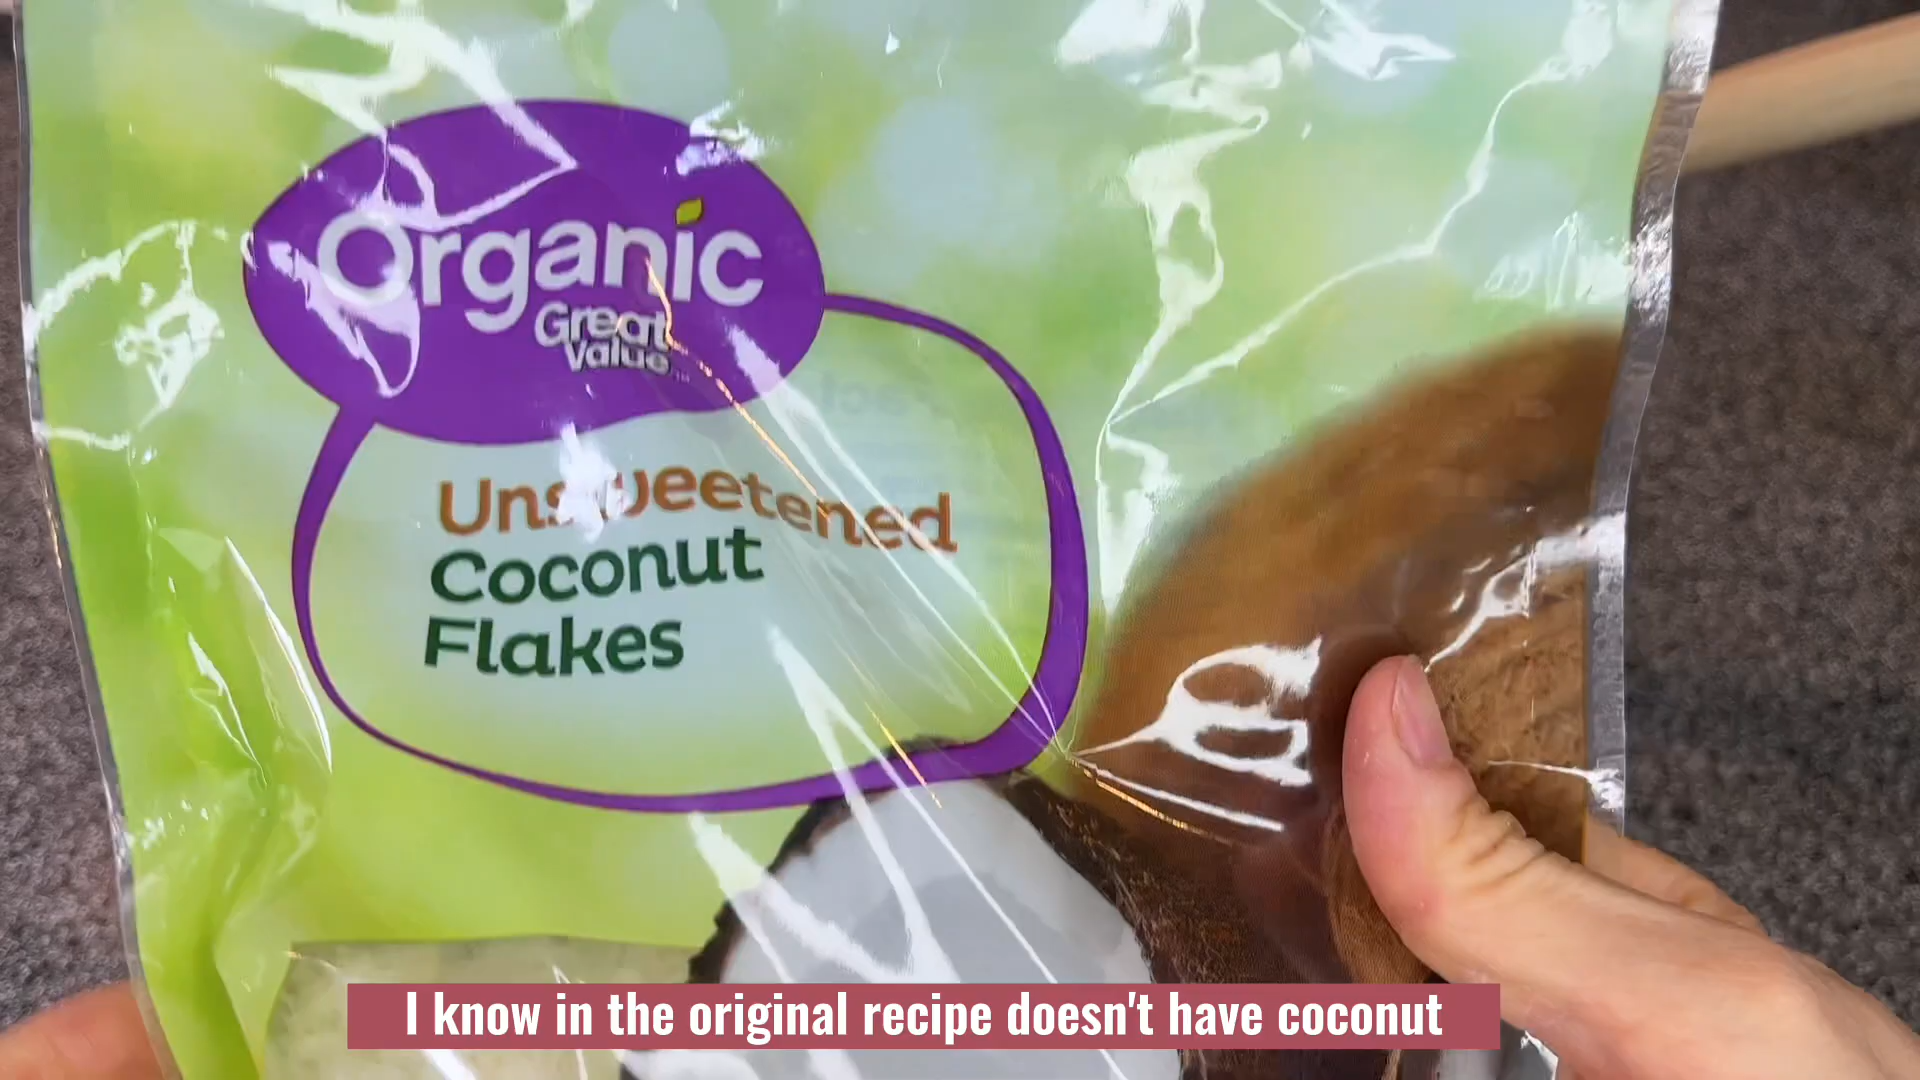 Organic
Great
Value
Unsweetened
Coconut
Flakes
I know in the original recipe doesn't have coconut